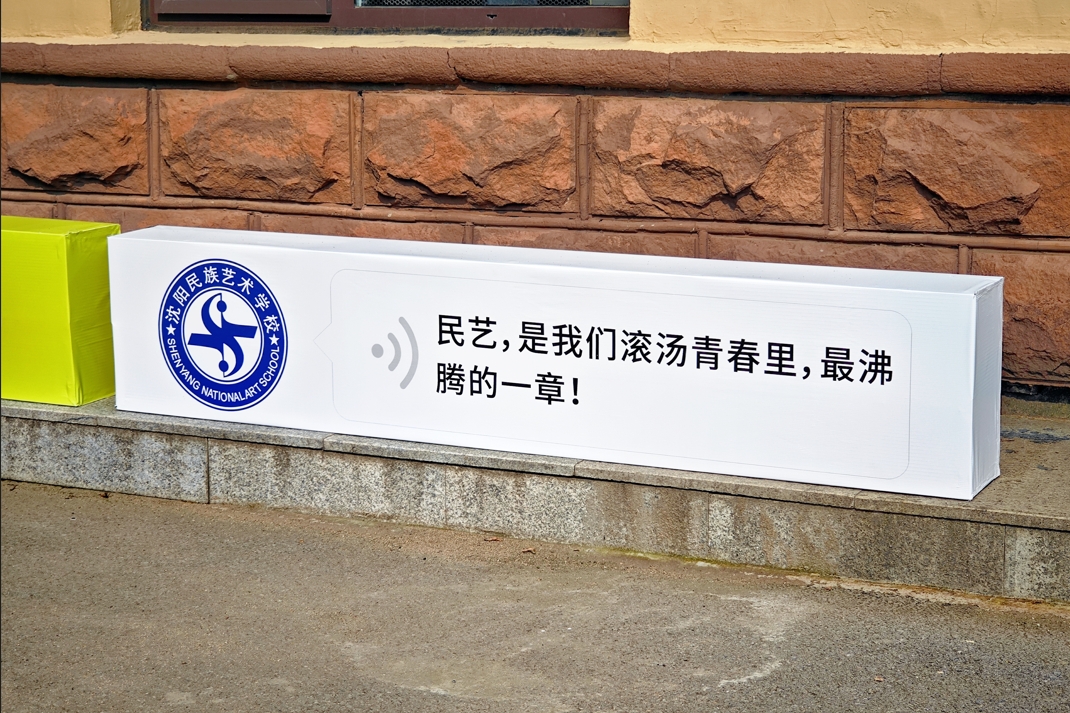 沈阳民族艺术学校
SHENYANG NATIONAL ART SCHOOL
民艺，是我们滚汤青春里，最沸
腾的一章！